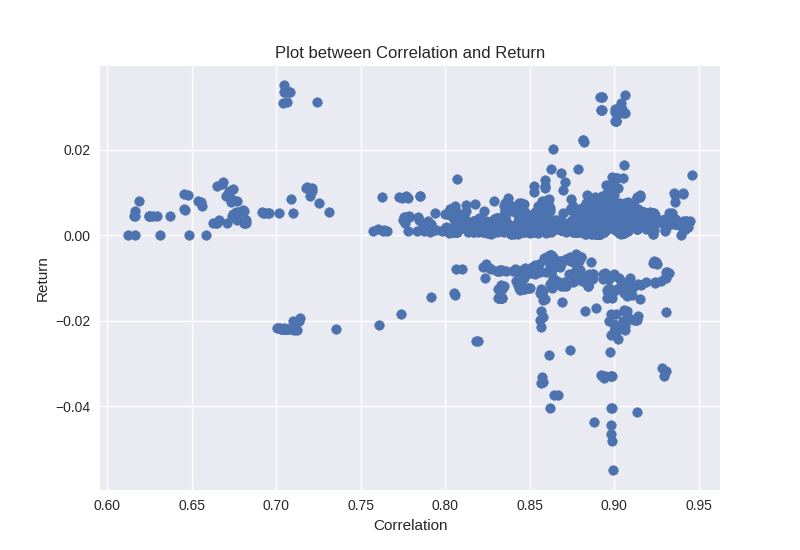 Plot between Correlation and Return
0.02
0.00
−0.02
−0.04
Return
0.60 0.65 0.70 0.75 0.80 0.85 0.90 0.95
Correlation